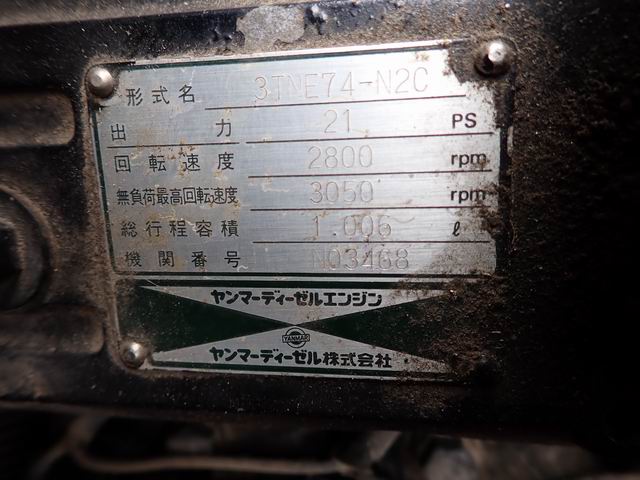 形式名 3TNE74-N2C
出力 21 PS
回転速度 2800 rpm
無負荷最高回転速度 3050 rpm
総行程容積 1.006 ℓ
機関番号 N03468
ヤンマーディーゼルエンジン
YANMAR
ヤンマーディーゼル株式会社